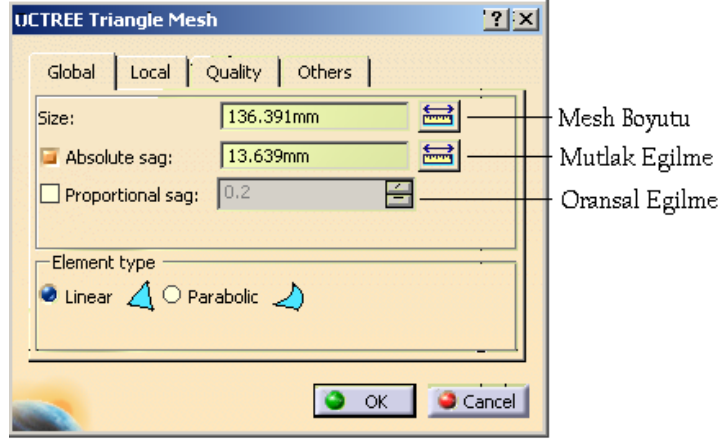 UCTREE Triangle Mesh
Global Local Quality Others
Size: 136.391mm Mesh Boyutu
Absolute sag: 13.639mm Mutlak Egilme
Proportional sag: 0.2 Oransal Egilme
Element type
Linear Parabolic
OK Cancel